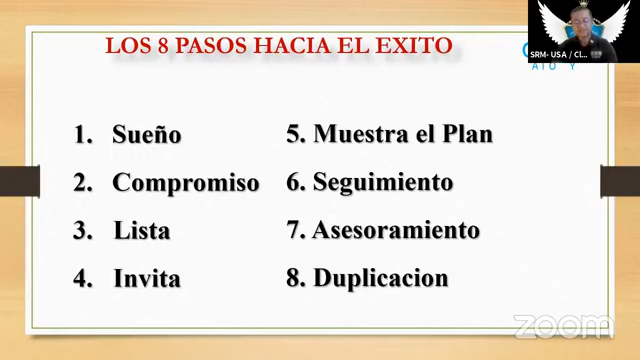 LOS 8 PASOS HACIA EL EXITO
SRM- USA / Cl...
1. Sueño
2. Compromiso
3. Lista
4. Invita
5. Muestra el Plan
6. Seguimiento
7. Asesoramiento
8. Duplicacion
zoom